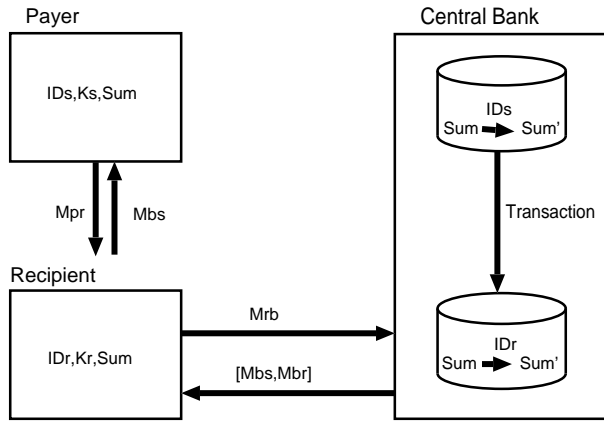 Payer
Central Bank
IDs,Ks,Sum
IDs
Sum Sum’
Mpr
Mbs
Transaction
Recipient
Mrb
IDr,Kr,Sum
IDr
Sum Sum’
[Mbs,Mbr]